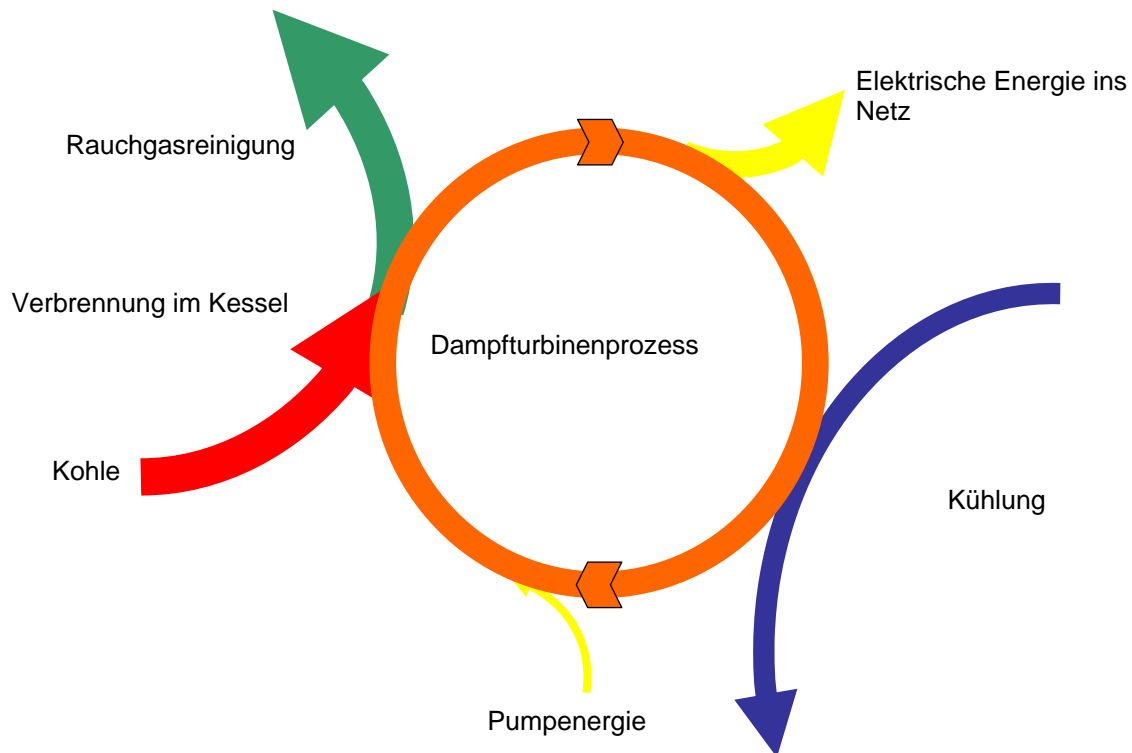 Elektrische Energie ins
Netz
Rauchgasreinigung
Verbrennung im Kessel
Dampfturbinenprozess
Kohle
Kühlung
Pumpenergie